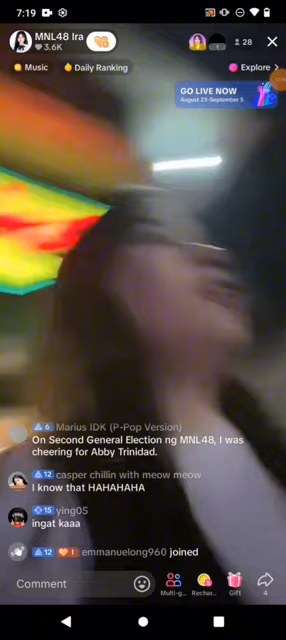 7:19
MNL48 Ira
3.6K
28
Music
Daily Ranking
Explore
GO LIVE NOW
August 23-September 5
6 Marius IDK (P-Pop Version)
On Second General Election ng MNL48, I was
cheering for Abby Trinidad.
12 casper chillin with meow meow
I know that HAHAHAHA
15 ying05
ingat kaaa
12 1 emmanuelong960 joined
Comment
Multi-g...
Rechar...
Gift
4